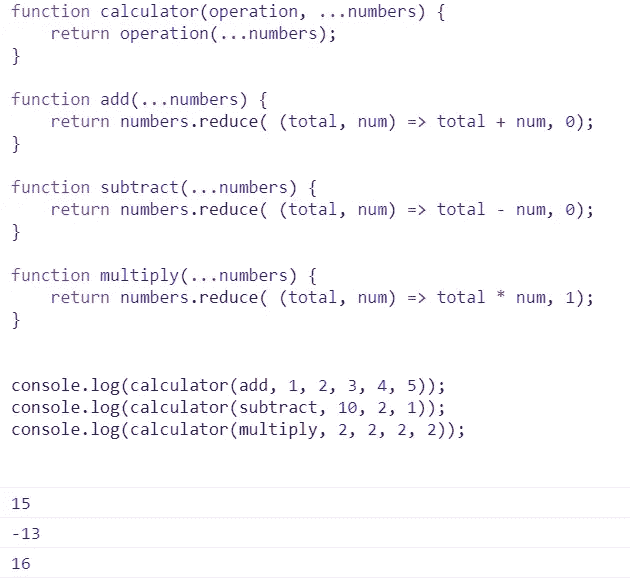 function calculator(operation, ...numbers) {
    return operation(...numbers);
}

function add(...numbers) {
    return numbers.reduce( (total, num) => total + num, 0);
}

function subtract(...numbers) {
    return numbers.reduce( (total, num) => total - num, 0);
}

function multiply(...numbers) {
    return numbers.reduce( (total, num) => total * num, 1);
}


console.log(calculator(add, 1, 2, 3, 4, 5));
console.log(calculator(subtract, 10, 2, 1));
console.log(calculator(multiply, 2, 2, 2, 2));

15
-13
16